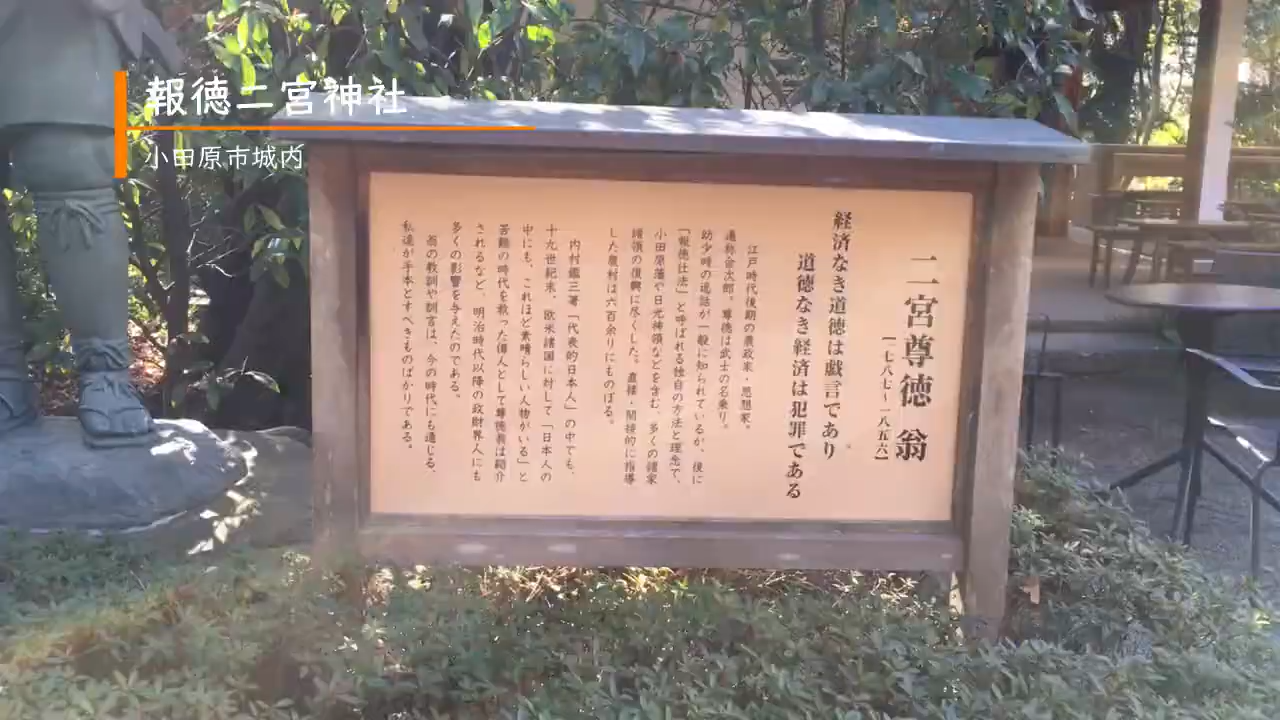 報徳二宮神社
小田原市城内
二宮尊徳 翁
【一七八七~一八五六】
経済なき道徳は戯言であり
道徳なき経済は犯罪である
江戸時代後期の農政家・思想家。
通称金次郎。尊徳は武士の名乗り。
幼少時の逸話が一般に知られているが、後に
「報徳仕法」と呼ばれる独自の方法と理念で、
小田原藩や日光神領などを含む、多くの諸家
諸領の復興に尽くした。直接・間接的に指導
した農村は六百余りにものぼる。
内村鑑三著「代表的日本人」の中でも、
十九世紀末、欧米諸国に対して「日本人の
中にも、これほど素晴らしい人物がいる」と
苦難の時代を救った偉人として尊徳翁は紹介
されるなど、明治時代以降の政財界人にも
多くの影響を与えたのである。
翁の教訓や訓言は、今の時代にも通じる、
私達が手本とすべきものばかりである。